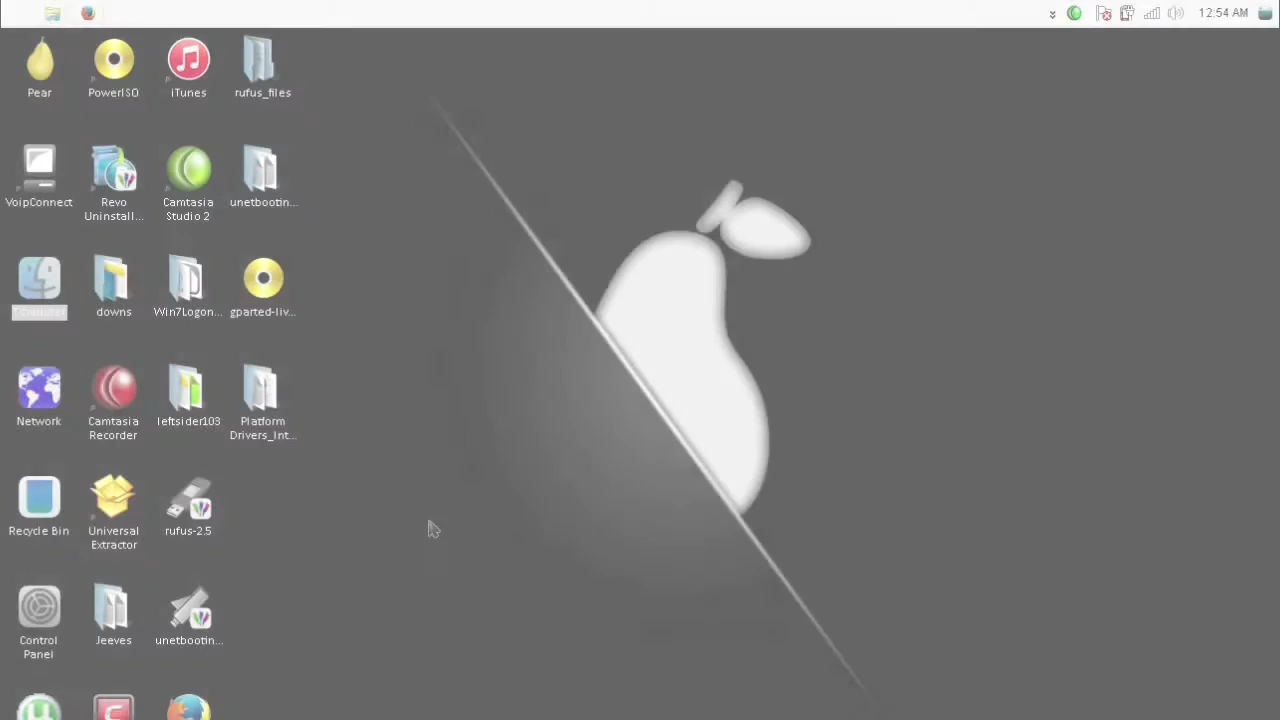 12:54 AM
Pear
PowerISO
iTunes
rufus_files
VoipConnect
Revo
Uninstall...
Camtasia
Studio 2
unetbootin...
Computer
downs
Win7Logon...
gparted-liv...
Network
Camtasia
Recorder
leftsider103
Platform
Drivers_Int...
Recycle Bin
Universal
Extractor
rufus-2.5
Control
Panel
Jeeves
unetbootin...